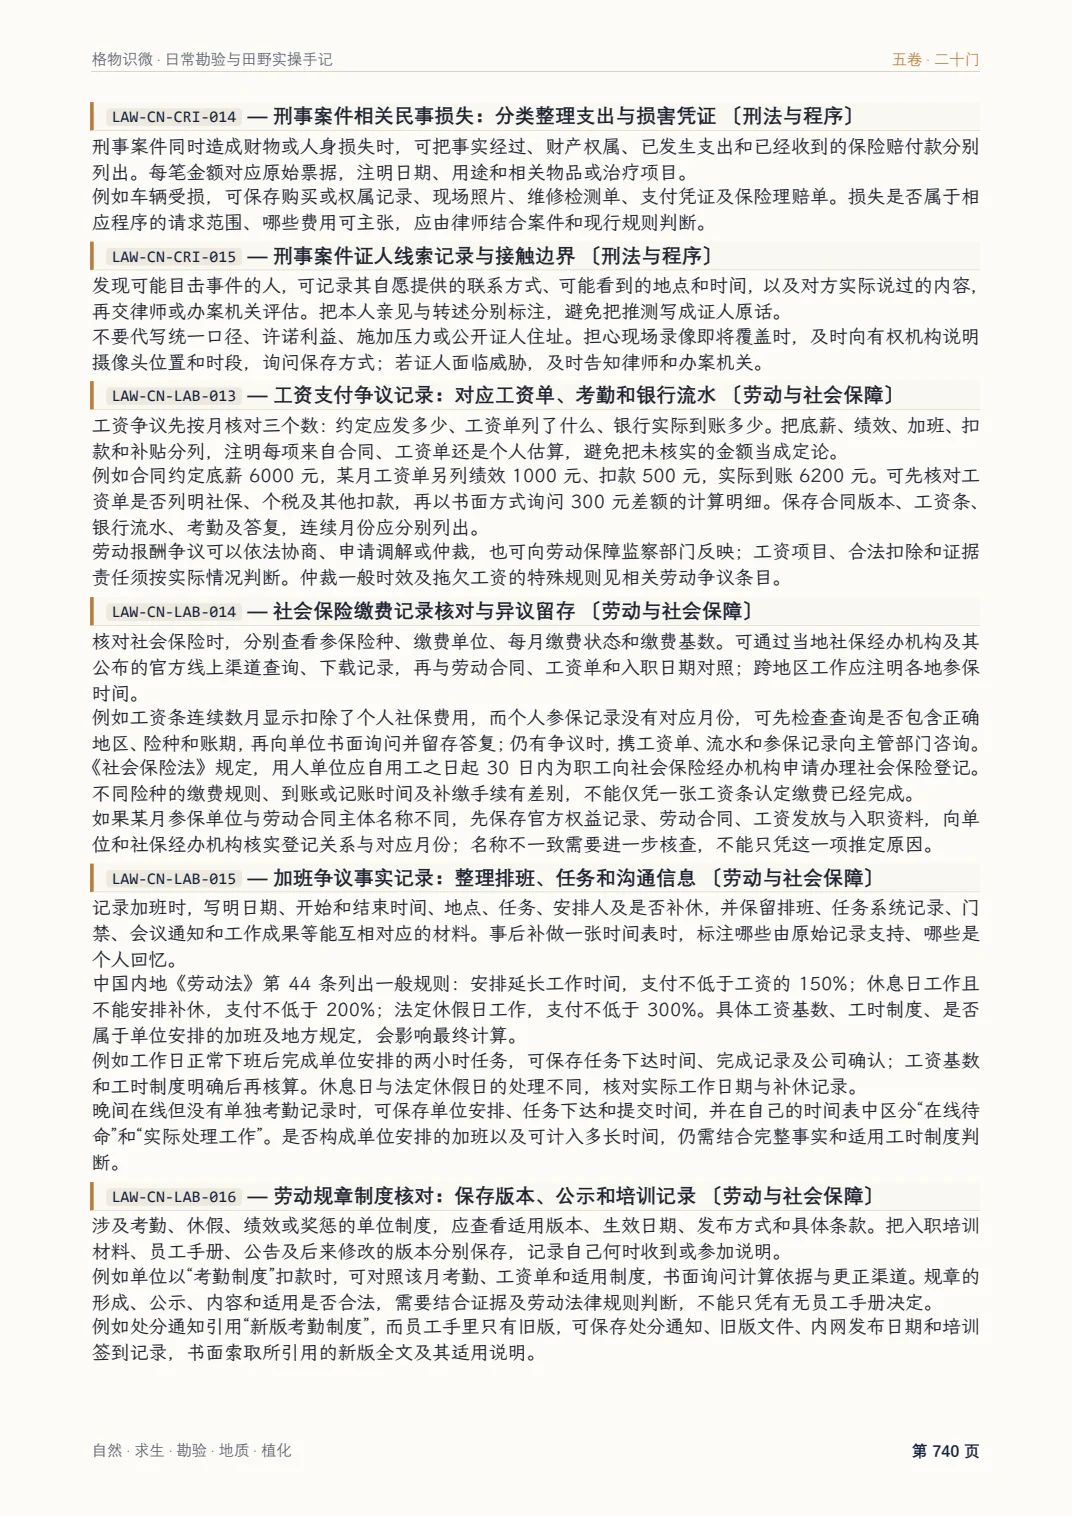 格物识微 · 日常勘验与田野实操手记
五卷 · 二十门
LAW-CN-CRI-014 — 刑事案件相关民事损失：分类整理支出与损害凭证 〔刑法与程序〕
刑事案件同时造成财物或人身损失时，可把事实经过、财产权属、已发生支出和已经收到的保险赔付款分别
列出。每笔金额对应原始票据，注明日期、用途和相关物品或治疗项目。
例如车辆受损，可保存购买或权属记录、现场照片、维修检测单、支付凭证及保险理赔单。损失是否属于相
应程序的请求范围、哪些费用可主张，应由律师结合案件和现行规则判断。
LAW-CN-CRI-015 — 刑事案件证人线索记录与接触边界 〔刑法与程序〕
发现可能目击事件的人，可记录其自愿提供的联系方式、可能看到的地点和时间，以及对方实际说过的内容，
再交律师或办案机关评估。把本人亲见与转述分别标注，避免把推测写成证人原话。
不要代写统一口径、许诺利益、施加压力或公开证人住址。担心现场录像即将覆盖时，及时向有权机构说明
摄像头位置和时段，询问保存方式；若证人面临威胁，及时告知律师和办案机关。
LAW-CN-LAB-013 — 工资支付争议记录：对应工资单、考勤和银行流水 〔劳动与社会保障〕
工资争议先按月核对三个数：约定应发多少、工资单列了什么、银行实际到账多少。把底薪、绩效、加班、扣
款和补贴分列，注明每项来自合同、工资单还是个人估算，避免把未核实的金额当成定论。
例如合同约定底薪 6000 元，某月工资单另列绩效 1000 元、扣款 500 元，实际到账 6200 元。可先核对工
资单是否列明社保、个税及其他扣款，再以书面方式询问 300 元差额的计算明细。保存合同版本、工资条、
银行流水、考勤及答复，连续月份应分别列出。
劳动报酬争议可以依法协商、申请调解或仲裁，也可向劳动保障监察部门反映；工资项目、合法扣除和证据
责任须按实际情况判断。仲裁一般时效及拖欠工资的特殊规则见相关劳动争议条目。
LAW-CN-LAB-014 — 社会保险缴费记录核对与异议留存 〔劳动与社会保障〕
核对社会保险时，分别查看参保险种、缴费单位、每月缴费状态和缴费基数。可通过当地社保经办机构及其
公布的官方线上渠道查询、下载记录，再与劳动合同、工资单和入职日期对照；跨地区工作应注明各地参保
时间。
例如工资条连续数月显示扣除了个人社保费用，而个人参保记录没有对应月份，可先检查查询是否包含正确
地区、险种和账期，再向单位书面询问并留存答复；仍有争议时，携工资单、流水和参保记录向主管部门咨询。
《社会保险法》规定，用人单位应自用工之日起 30 日内为职工向社会保险经办机构申请办理社会保险登记。
不同险种的缴费规则、到账或记账时间及补缴手续有差别，不能仅凭一张工资条认定缴费已经完成。
如果某月参保单位与劳动合同主体名称不同，先保存官方权益记录、劳动合同、工资发放与入职资料，向单
位和社保经办机构核实登记关系与对应月份；名称不一致需要进一步核查，不能只凭这一项推定原因。
LAW-CN-LAB-015 — 加班争议事实记录：整理排班、任务和沟通信息 〔劳动与社会保障〕
记录加班时，写明日期、开始和结束时间、地点、任务、安排人及是否补休，并保留排班、任务系统记录、门
禁、会议通知和工作成果等能互相对应的材料。事后补做一张时间表时，标注哪些由原始记录支持、哪些是
个人回忆。
中国内地《劳动法》第 44 条列出一般规则：安排延长工作时间，支付不低于工资的 150%；休息日工作且
不能安排补休，支付不低于 200%；法定休假日工作，支付不低于 300%。具体工资基数、工时制度、是否
属于单位安排的加班及地方规定，会影响最终计算。
例如工作日正常下班后完成单位安排的两小时任务，可保存任务下达时间、完成记录及公司确认；工资基数
和工时制度明确后再核算。休息日与法定休假日的处理不同，核对实际工作日期与补休记录。
晚间在线但没有单独考勤记录时，可保存单位安排、任务下达和提交时间，并在自己的时间表中区分“在线待
命”和“实际处理工作”。是否构成单位安排的加班以及可计入多长时间，仍需结合完整事实和适用工时制度判
断。
LAW-CN-LAB-016 — 劳动规章制度核对：保存版本、公示和培训记录 〔劳动与社会保障〕
涉及考勤、休假、绩效或奖惩的单位制度，应查看适用版本、生效日期、发布方式和具体条款。把入职培训
材料、员工手册、公告及后来修改的版本分别保存，记录自己何时收到或参加说明。
例如单位以“考勤制度”扣款时，可对照该月考勤、工资单和适用制度，书面询问计算依据与更正渠道。规章的
形成、公示、内容和适用是否合法，需要结合证据及劳动法律规则判断，不能只凭有无员工手册决定。
例如处分通知引用“新版考勤制度”，而员工手里只有旧版，可保存处分通知、旧版文件、内网发布日期和培训
签到记录，书面索取所引用的新版全文及其适用说明。
自然 · 求生 · 勘验 · 地质 · 植化
第 740 页